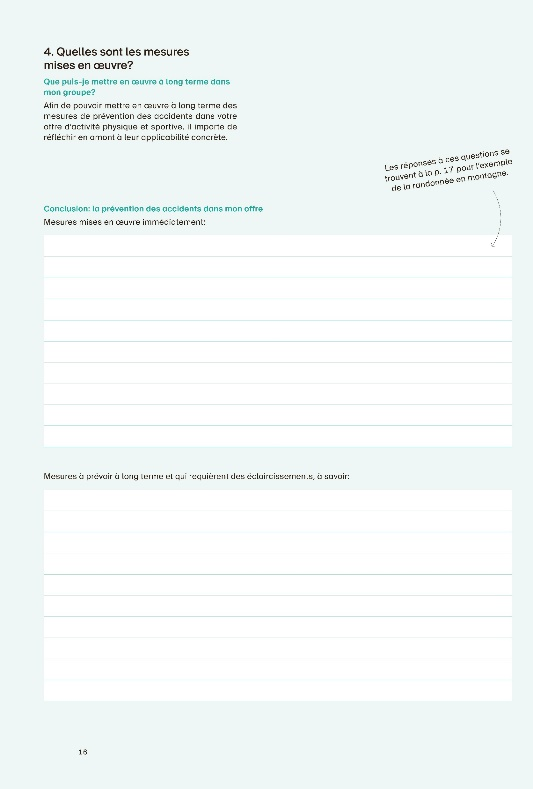 4. Quelles sont les mesures
mises en œuvre?
Que puis-je mettre en œuvre à long terme dans
mon groupe?
Afin de pouvoir mettre en œuvre à long terme des
mesures de prévention des accidents dans votre
offre d'activité physique et sportive, il importe de
réfléchir en amont à leur applicabilité concrète.
Les réponses à ces questions se
trouvent à la p. 17 pour l'exemple
de la randonnée en montagne.
Conclusion: la prévention des accidents dans mon offre
Mesures mises en œuvre immédiatement:
Mesures à prévoir à long terme et qui requièrent des éclaircissements, à savoir:
16